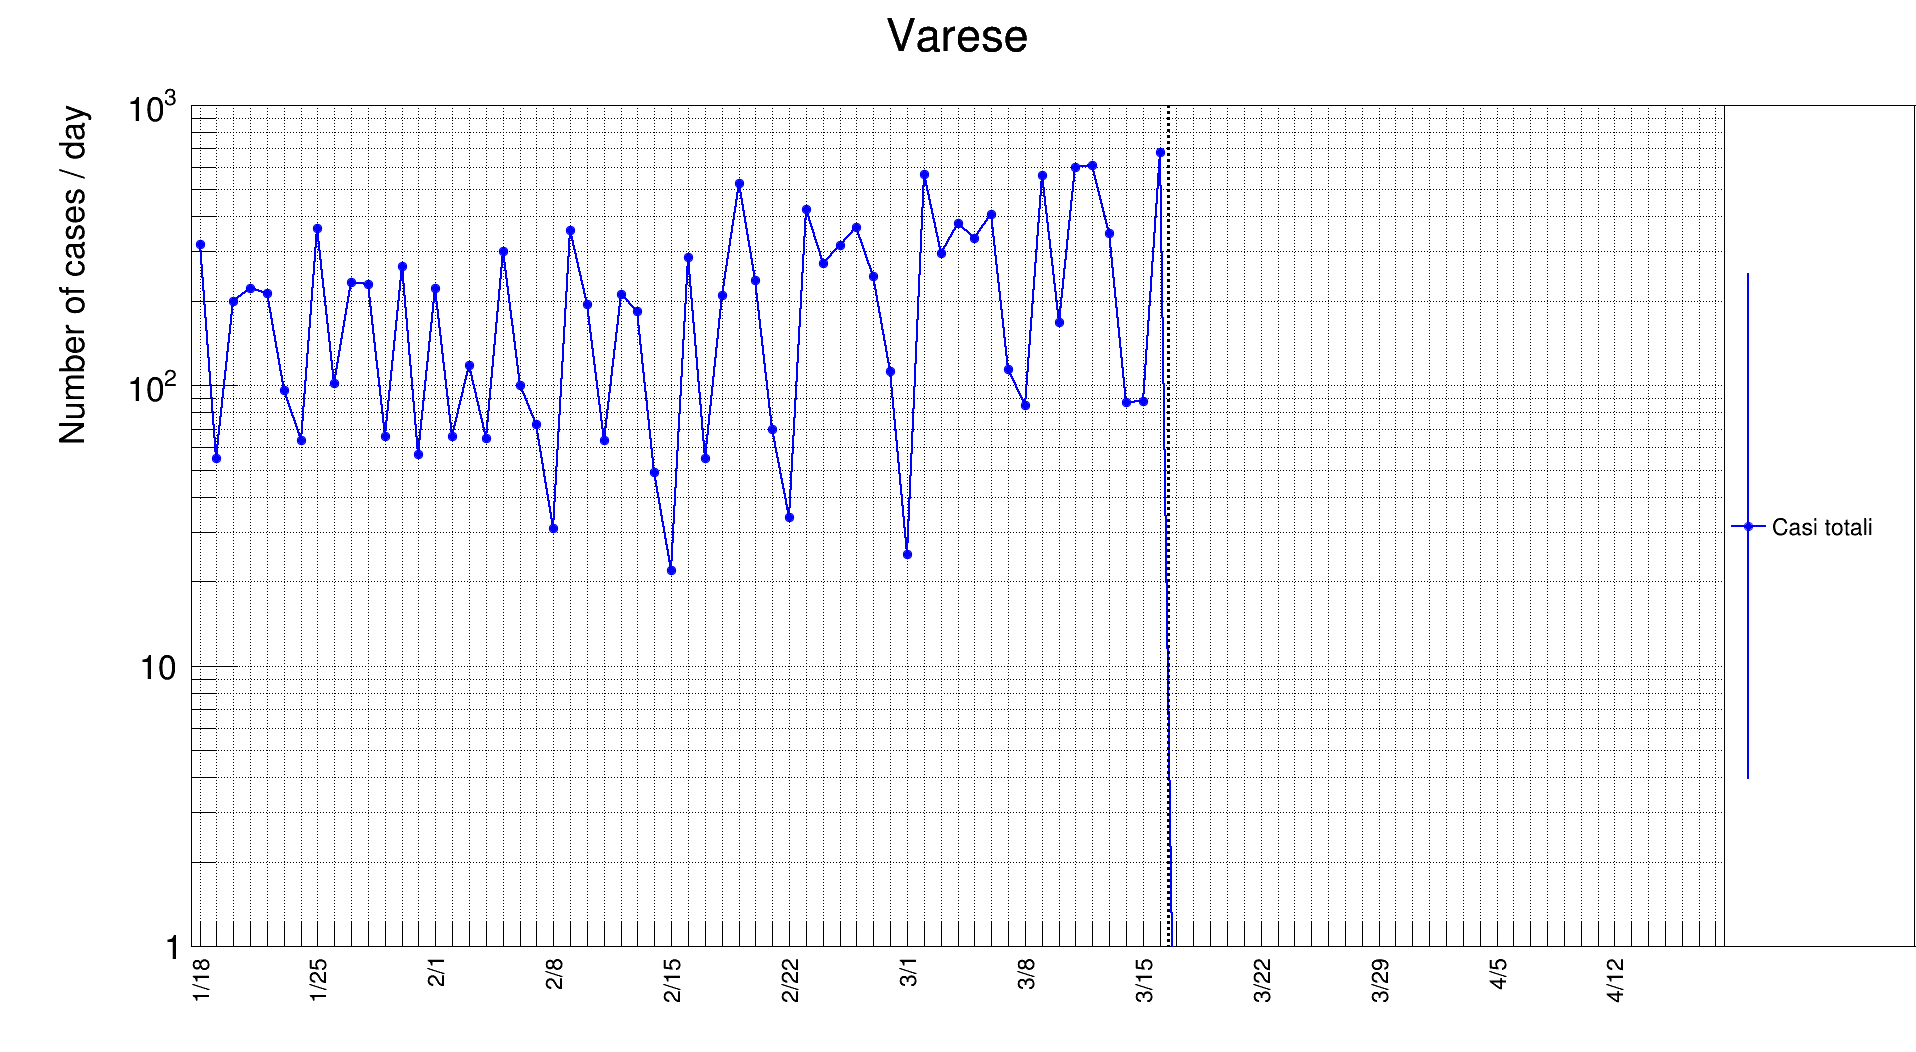 Varese
Number of cases / day
10³
10²
10
1
1/18 1/25 2/1 2/8 2/15 2/22 3/1 3/8 3/15 3/22 3/29 4/5 4/12
Casi totali